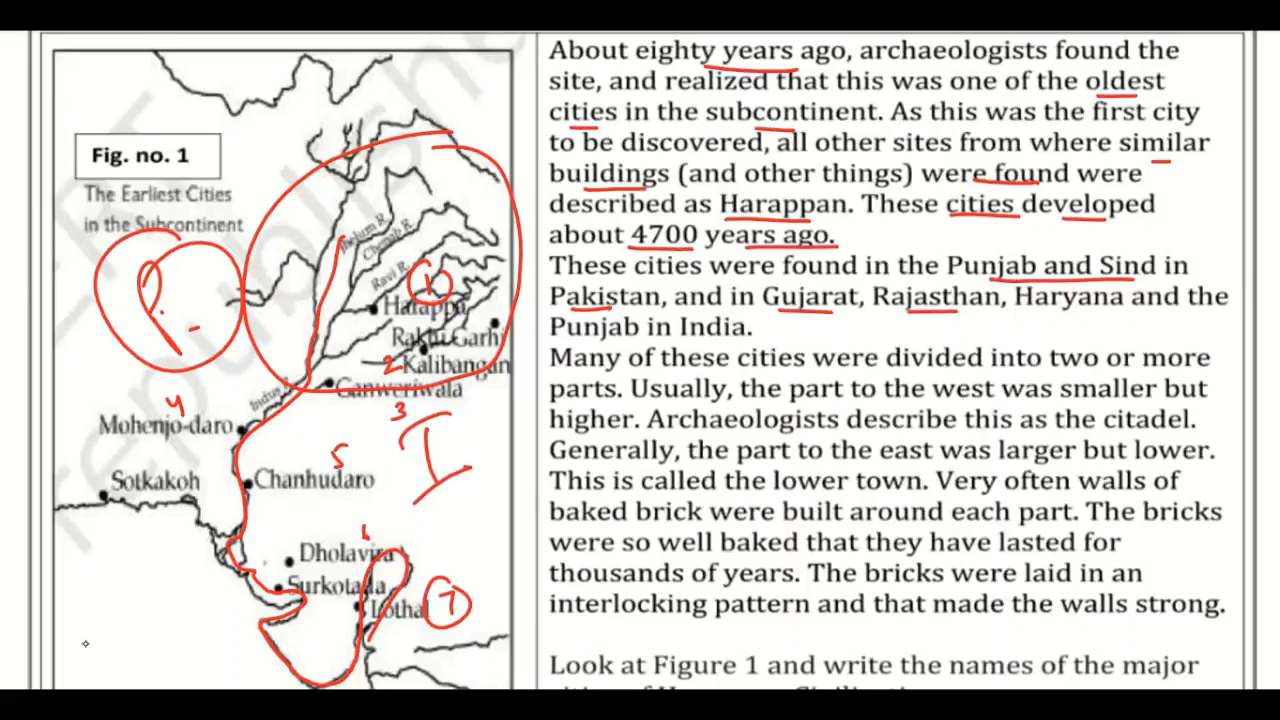 Fig. no. 1
The Earliest Cities
in the Subcontinent
Jhelum R.
Chenab R.
Ravi R.
1
Harappa
Rakhi Garhi
2 Kalibangan
Ganweriwala
Indus
4
3
Mohenjo-daro
I
5
Sotkakoh
Chanhudaro
6
Dholavira
Surkotada
Lothal
7
P.
About eighty years ago, archaeologists found the
site, and realized that this was one of the oldest
cities in the subcontinent. As this was the first city
to be discovered, all other sites from where similar
buildings (and other things) were found were
described as Harappan. These cities developed
about 4700 years ago.
These cities were found in the Punjab and Sind in
Pakistan, and in Gujarat, Rajasthan, Haryana and the
Punjab in India.
Many of these cities were divided into two or more
parts. Usually, the part to the west was smaller but
higher. Archaeologists describe this as the citadel.
Generally, the part to the east was larger but lower.
This is called the lower town. Very often walls of
baked brick were built around each part. The bricks
were so well baked that they have lasted for
thousands of years. The bricks were laid in an
interlocking pattern and that made the walls strong.
Look at Figure 1 and write the names of the major